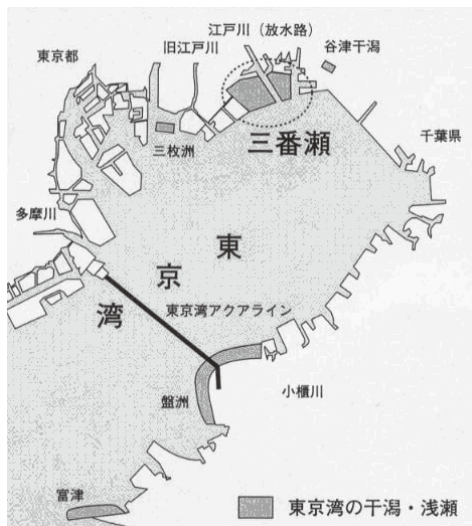 江戸川（放水路）
旧江戸川
谷津干潟
東京都
三枚洲
三番瀬
千葉県
多摩川
東
京
湾
東京湾アクアライン
盤洲
小櫃川
富津
東京湾の干潟・浅瀬